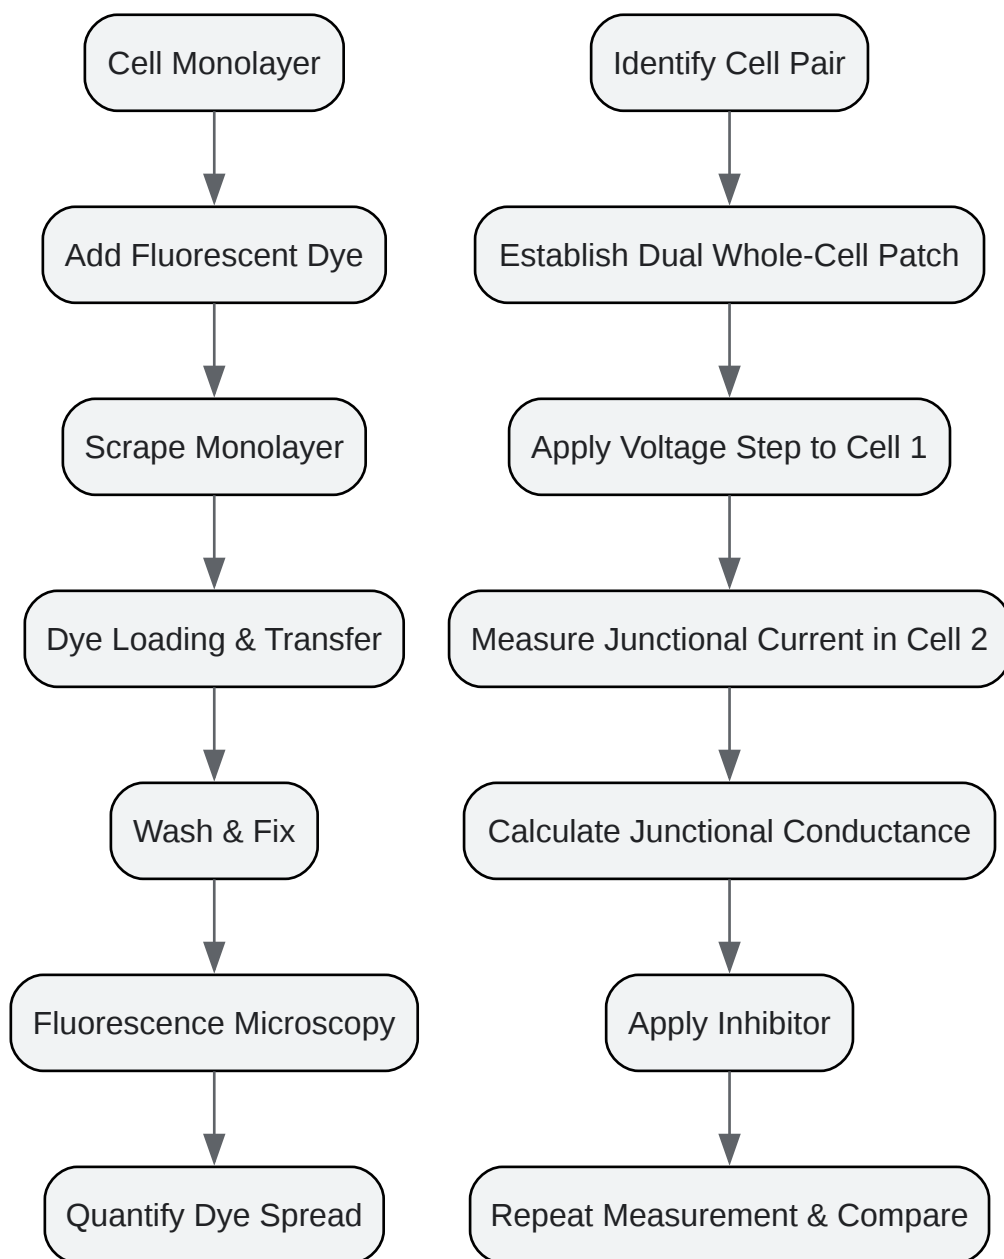 Cell Monolayer
Add Fluorescent Dye
Scrape Monolayer
Dye Loading & Transfer
Wash & Fix
Fluorescence Microscopy
Quantify Dye Spread
Identify Cell Pair
Establish Dual Whole-Cell Patch
Apply Voltage Step to Cell 1
Measure Junctional Current in Cell 2
Calculate Junctional Conductance
Apply Inhibitor
Repeat Measurement & Compare